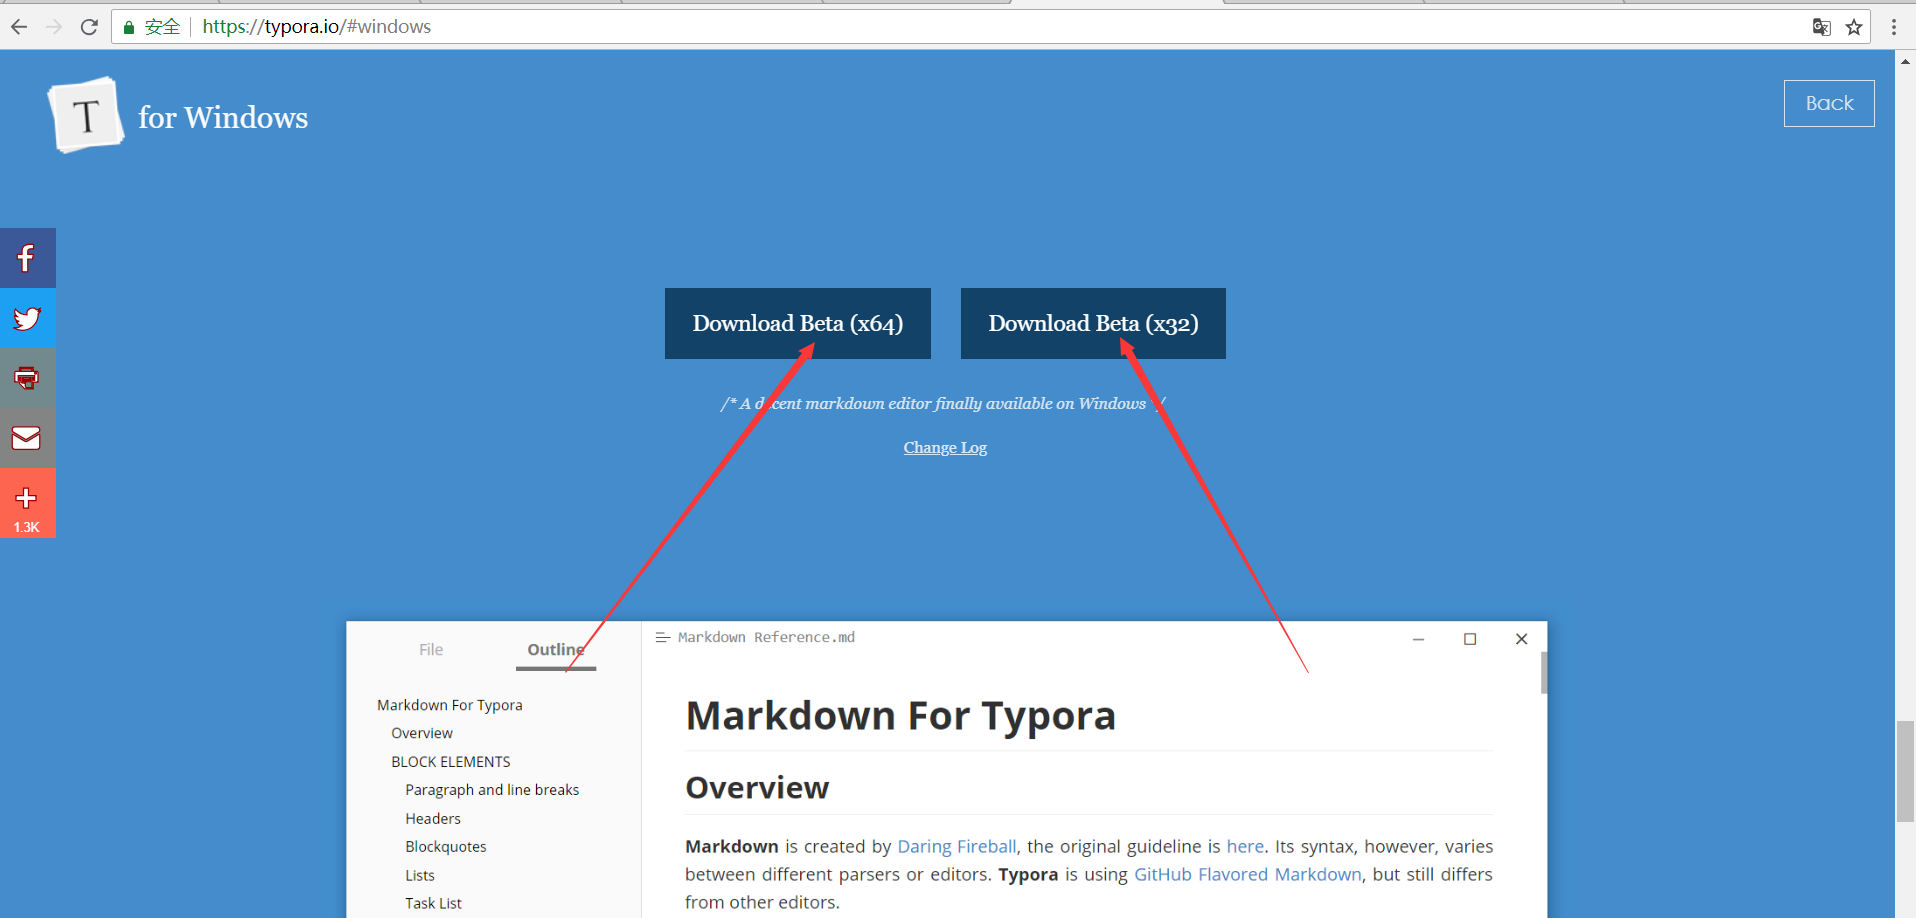 安全 https://typora.io/#windows
T for Windows
Back
Download Beta (x64) Download Beta (x32)
/* A decent markdown editor finally available on Windows */
Change Log
1.3K
File Outline
Markdown Reference.md
Markdown For Typora
Overview
BLOCK ELEMENTS
Paragraph and line breaks
Headers
Blockquotes
Lists
Task List
Markdown For Typora
Overview
Markdown is created by Daring Fireball, the original guideline is here. Its syntax, however, varies
between different parsers or editors. Typora is using GitHub Flavored Markdown, but still differs
from other editors.